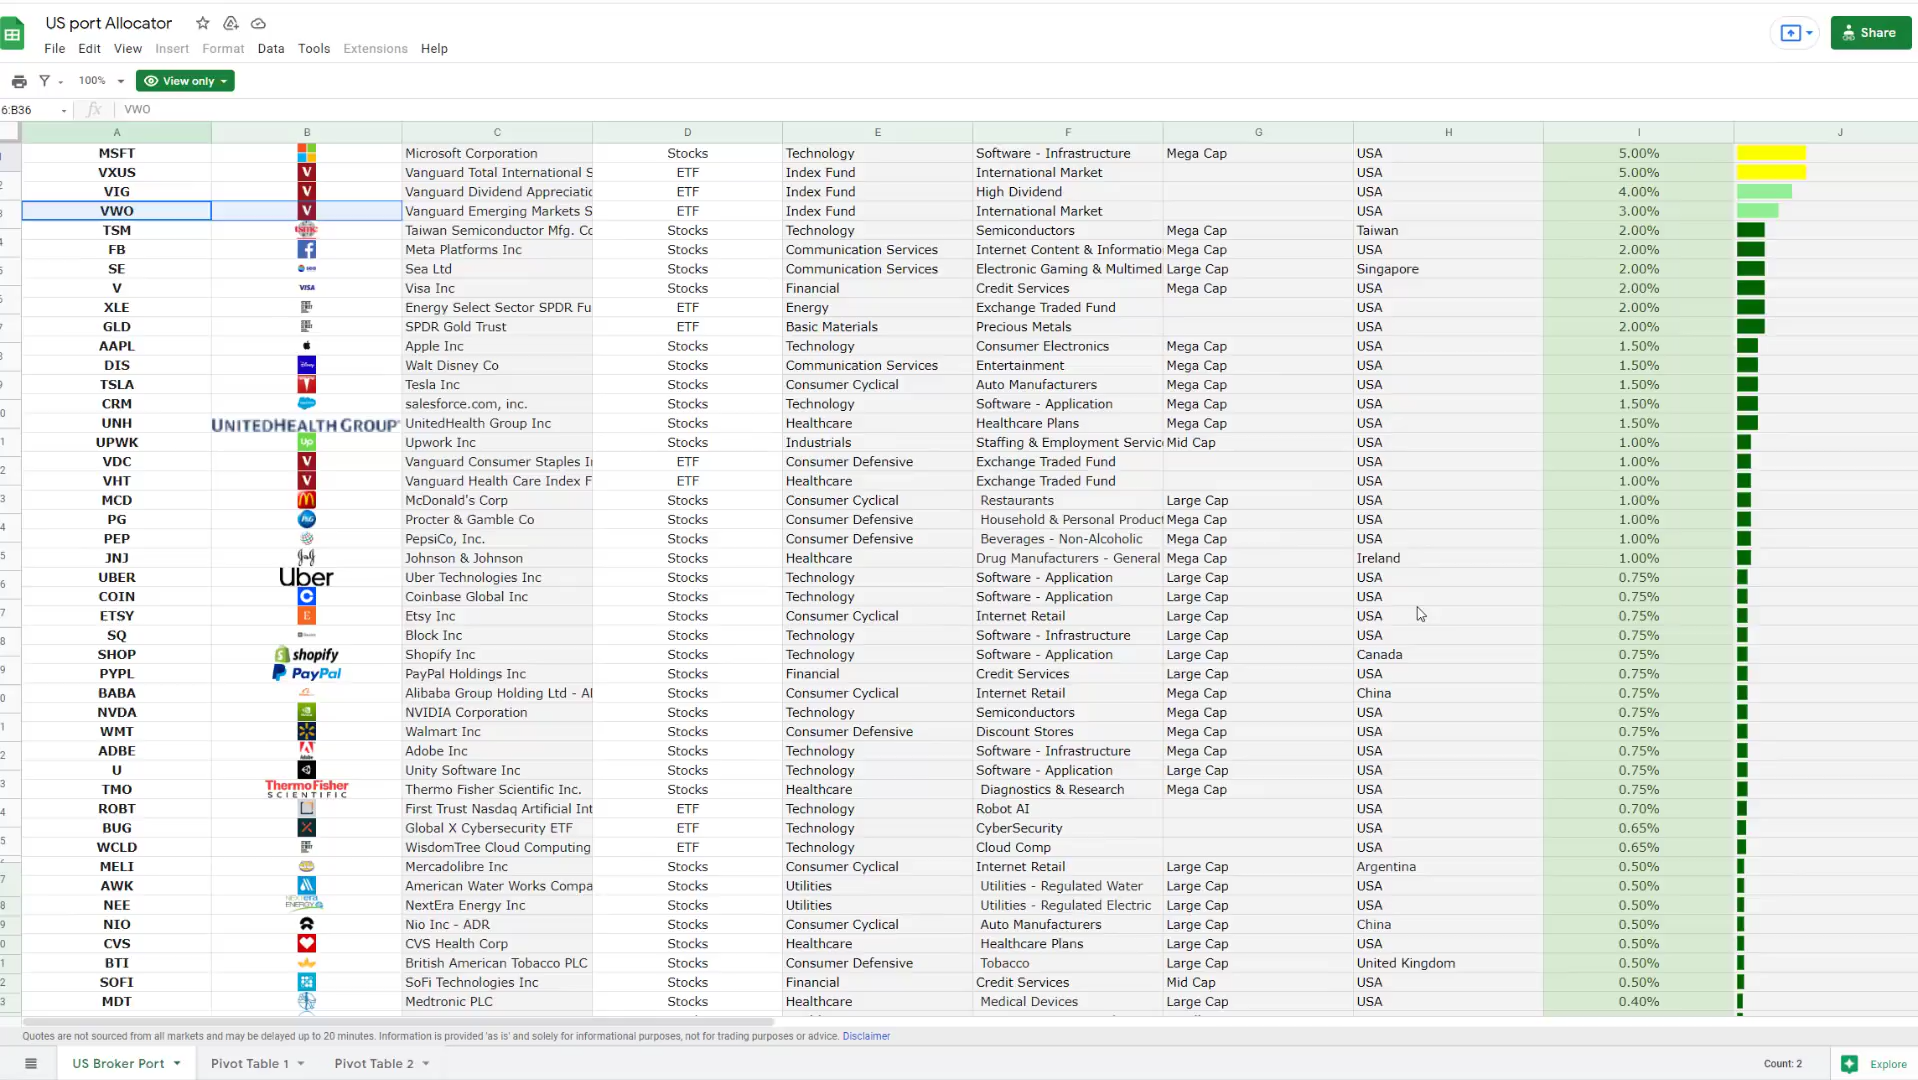 US port Allocator
File Edit View Insert Format Data Tools Extensions Help
Share
100% View only
6:B36 fx VWO
A B C D E F G H I J
MSFT Microsoft Corporation Stocks Technology Software - Infrastructure Mega Cap USA 5.00%
VXUS V Vanguard Total International S ETF Index Fund International Market USA 5.00%
VIG V Vanguard Dividend Appreciatic ETF Index Fund High Dividend USA 4.00%
VWO V Vanguard Emerging Markets S ETF Index Fund International Market USA 3.00%
TSM Taiwan Semiconductor Mfg. Co Stocks Technology Semiconductors Mega Cap Taiwan 2.00%
FB Meta Platforms Inc Stocks Communication Services Internet Content & Informatio Mega Cap USA 2.00%
SE Sea Ltd Stocks Communication Services Electronic Gaming & Multimed Large Cap Singapore 2.00%
V VISA Visa Inc Stocks Financial Credit Services Mega Cap USA 2.00%
XLE Energy Select Sector SPDR Fu ETF Energy Exchange Traded Fund USA 2.00%
GLD SPDR Gold Trust ETF Basic Materials Precious Metals USA 2.00%
AAPL Apple Inc Stocks Technology Consumer Electronics Mega Cap USA 1.50%
DIS Walt Disney Co Stocks Communication Services Entertainment Mega Cap USA 1.50%
TSLA Tesla Inc Stocks Consumer Cyclical Auto Manufacturers Mega Cap USA 1.50%
CRM salesforce.com, inc. Stocks Technology Software - Application Mega Cap USA 1.50%
UNH UNITEDHEALTH GROUP UnitedHealth Group Inc Stocks Healthcare Healthcare Plans Mega Cap USA 1.50%
UPWK Up Upwork Inc Stocks Industrials Staffing & Employment Servic Mid Cap USA 1.00%
VDC V Vanguard Consumer Staples Ir ETF Consumer Defensive Exchange Traded Fund USA 1.00%
VHT V Vanguard Health Care Index F ETF Healthcare Exchange Traded Fund USA 1.00%
MCD McDonald's Corp Stocks Consumer Cyclical Restaurants Large Cap USA 1.00%
PG P&G Procter & Gamble Co Stocks Consumer Defensive Household & Personal Product Mega Cap USA 1.00%
PEP PepsiCo, Inc. Stocks Consumer Defensive Beverages - Non-Alcoholic Mega Cap USA 1.00%
JNJ Johnson & Johnson Stocks Healthcare Drug Manufacturers - General Mega Cap Ireland 1.00%
UBER Uber Uber Technologies Inc Stocks Technology Software - Application Large Cap USA 0.75%
COIN Coinbase Global Inc Stocks Technology Software - Application Large Cap USA 0.75%
ETSY E Etsy Inc Stocks Consumer Cyclical Internet Retail Large Cap USA 0.75%
SQ Block Inc Stocks Technology Software - Infrastructure Large Cap USA 0.75%
SHOP shopify Shopify Inc Stocks Technology Software - Application Large Cap Canada 0.75%
PYPL PayPal PayPal Holdings Inc Stocks Financial Credit Services Large Cap USA 0.75%
BABA Alibaba Group Holding Ltd - AI Stocks Consumer Cyclical Internet Retail Mega Cap China 0.75%
NVDA NVIDIA Corporation Stocks Technology Semiconductors Mega Cap USA 0.75%
WMT Walmart Inc Stocks Consumer Defensive Discount Stores Mega Cap USA 0.75%
ADBE Adobe Inc Stocks Technology Software - Infrastructure Mega Cap USA 0.75%
U Unity Software Inc Stocks Technology Software - Application Large Cap USA 0.75%
TMO ThermoFisher SCIENTIFIC Thermo Fisher Scientific Inc. Stocks Healthcare Diagnostics & Research Mega Cap USA 0.75%
ROBT First Trust Nasdaq Artificial Int ETF Technology Robot AI USA 0.70%
BUG Global X Cybersecurity ETF ETF Technology CyberSecurity USA 0.65%
WCLD WisdomTree Cloud Computing ETF Technology Cloud Comp USA 0.65%
MELI Mercadolibre Inc Stocks Consumer Cyclical Internet Retail Large Cap Argentina 0.50%
AWK American Water Works Compa Stocks Utilities Utilities - Regulated Water Large Cap USA 0.50%
NEE NEXTera ENERGY NextEra Energy Inc Stocks Utilities Utilities - Regulated Electric Large Cap USA 0.50%
NIO Nio Inc - ADR Stocks Consumer Cyclical Auto Manufacturers Large Cap China 0.50%
CVS CVS Health Corp Stocks Healthcare Healthcare Plans Large Cap USA 0.50%
BTI British American Tobacco PLC Stocks Consumer Defensive Tobacco Large Cap United Kingdom 0.50%
SOFI SoFi Technologies Inc Stocks Financial Credit Services Mid Cap USA 0.50%
MDT Medtronic PLC Stocks Healthcare Medical Devices Large Cap USA 0.40%
Quotes are not sourced from all markets and may be delayed up to 20 minutes. Information is provided 'as is' and solely for informational purposes, not for trading purposes or advice. Disclaimer
US Broker Port Pivot Table 1 Pivot Table 2 Count: 2 Explore